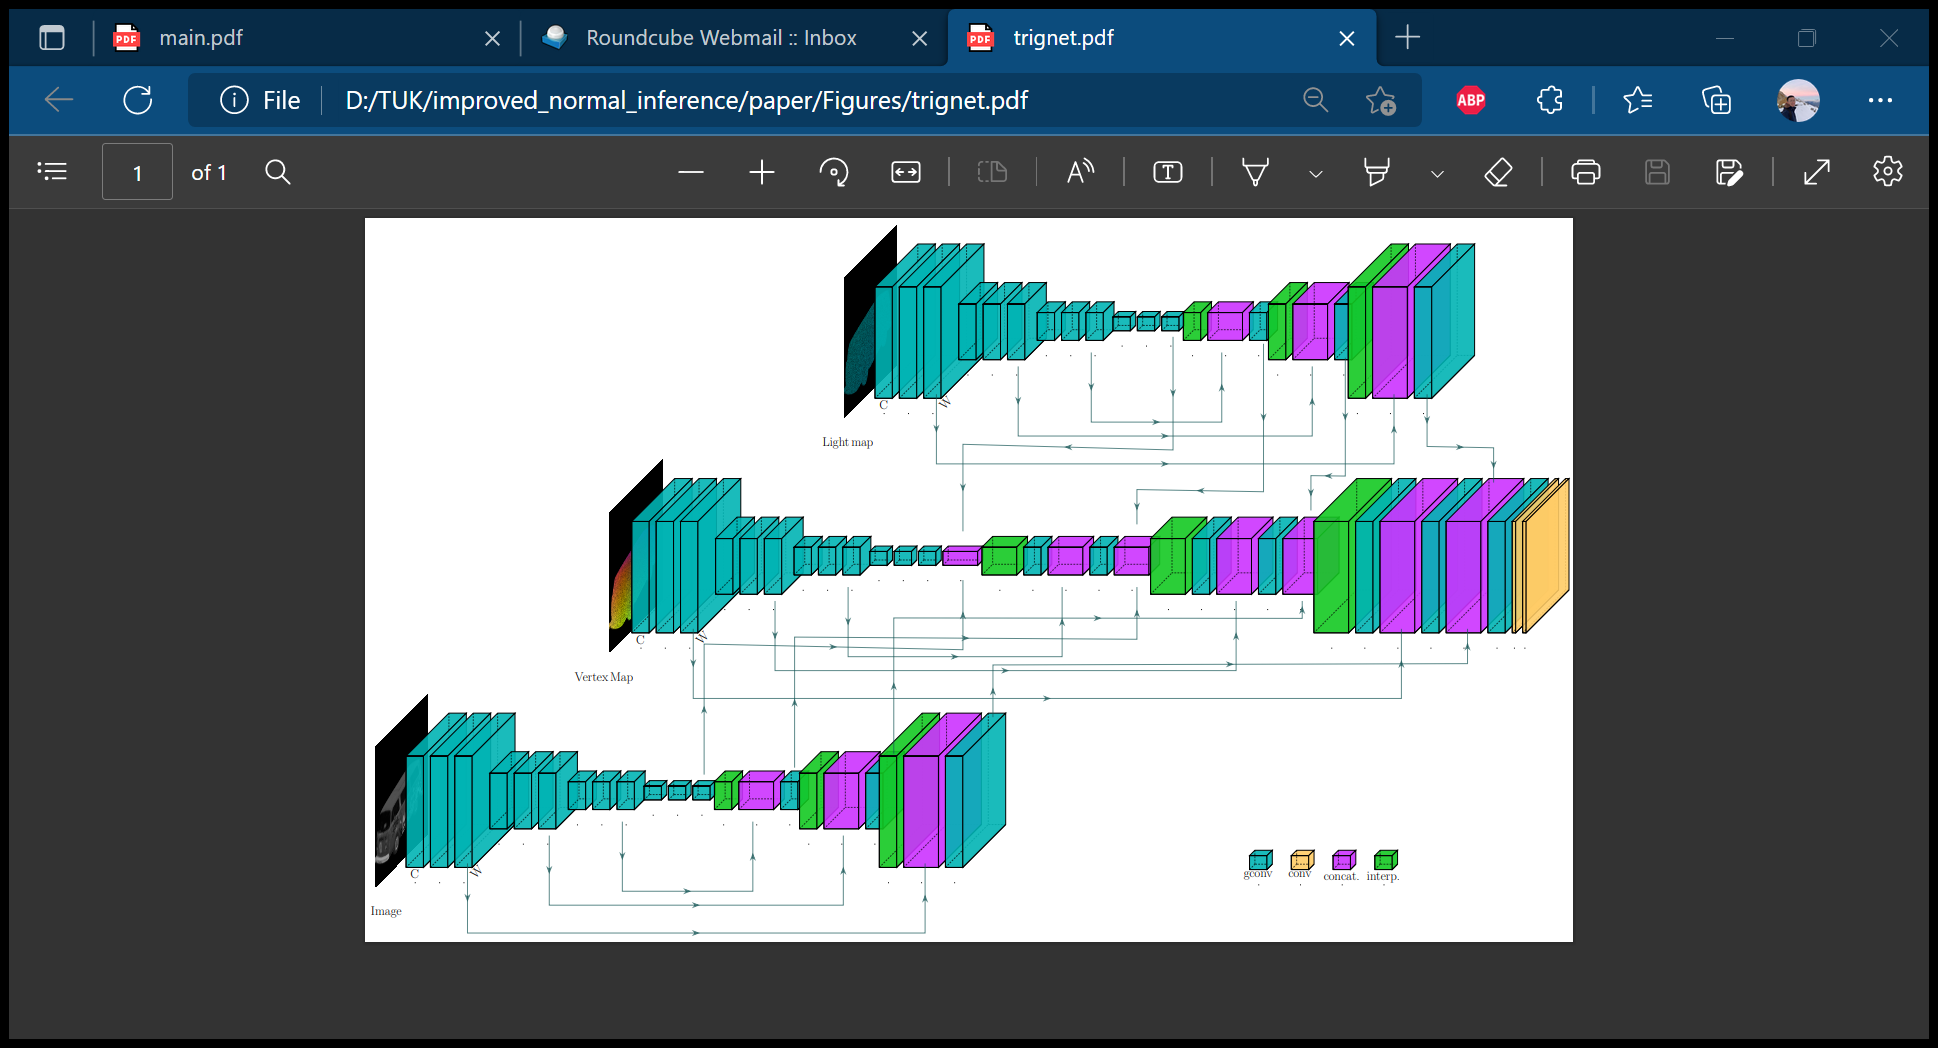 main.pdf
Roundcube Webmail :: Inbox
trignet.pdf
File
D:/TUK/improved_normal_inference/paper/Figures/trignet.pdf
ABP
1
of 1
C
W
Light map
C
W
Vertex Map
C
W
Image
gconv
conv
concat.
interp.